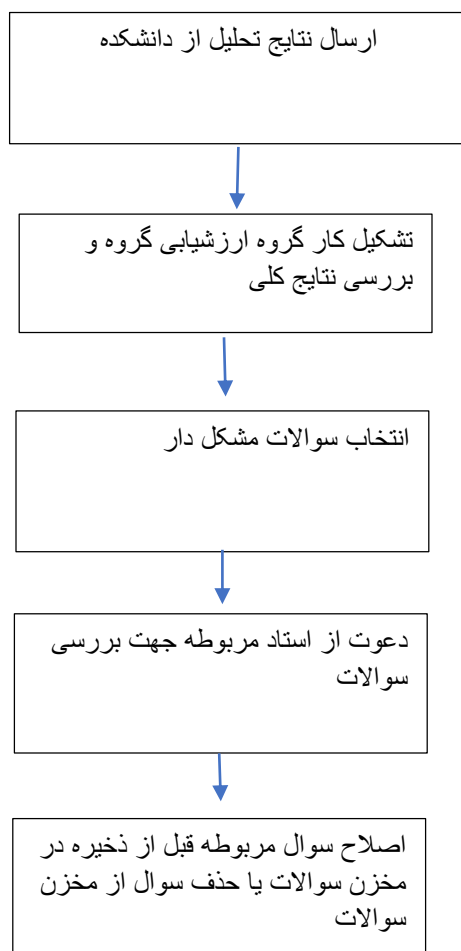 ارسال نتایج تحلیل از دانشکده
تشکیل کار گروه ارزشیابی گروه و
بررسی نتایج کلی
انتخاب سوالات مشکل دار
دعوت از استاد مربوطه جهت بررسی
سوالات
اصلاح سوال مربوطه قبل از ذخیره در
مخزن سوالات یا حذف سوال از مخزن
سوالات